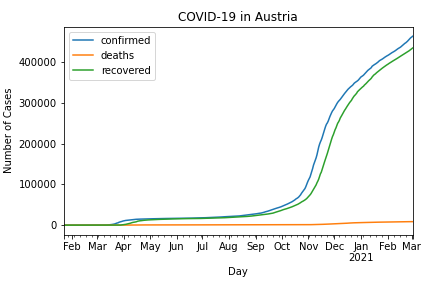 COVID-19 in Austria
confirmed
deaths
recovered
Number of Cases
400000
300000
200000
100000
0
Feb Mar Apr May Jun Jul Aug Sep Oct Nov Dec Jan Feb Mar
2021
Day